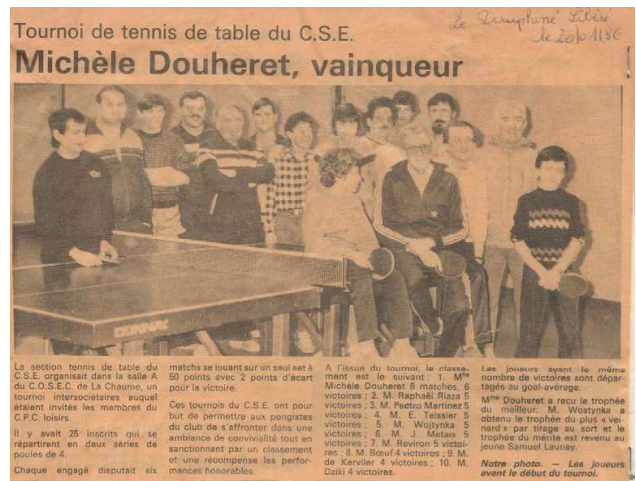 Le Dauphiné Libéré
le 20/01/86
Tournoi de tennis de table du C.S.E.
Michèle Douheret, vainqueur
La section tennis de table du
C.S.E. organisait dans la salle A
du C.O.S.E.C. de La Chaume, un
tournoi intersociétaires auquel
étaient invités les membres du
C.P.C. loisirs.
Il y avait 25 inscrits qui se
répartirent en deux séries de
poules de 4.
Chaque engagé disputait six
matchs se jouant sur un seul set à
50 points avec 2 points d'écart
pour la victoire.
Ces tournois du C.S.E. ont pour
but de permettre aux pongistes
du club de s'affronter dans une
ambiance de convivialité tout en
sanctionnant par un classement
et une récompense les perfor-
mances honorables.
A l'issue du tournoi, le classe-
ment est le suivant : 1. Mme
Michèle Douheret 6 matches, 6
victoires ; 2. M. Raphaël Riaza 5
victoires ; 3. M. Pectro Martinez 5
victoires ; 4. M. E. Teissier 5
victoires ; 5. M. Wojtynka 5
victoires ; 6. M. J. Metais 5
victoires ; 7. M. Reviron 5 victoi-
res ; 8. M. Bœuf 4 victoires ; 9. M.
de Kerviler 4 victoires ; 10. M.
Dziki 4 victoires.
Les joueurs ayant le même
nombre de victoires sont dépar-
tagés au goal-avérage.
Mme Douheret a reçu le trophée
du meilleur. M. Wostynka a
obtenu le trophée du plus « vei-
nard » par tirage au sort et le
trophée du mérite est revenu au
jeune Samuel Launay.
Notre photo. — Les joueurs
avant le début du tournoi.